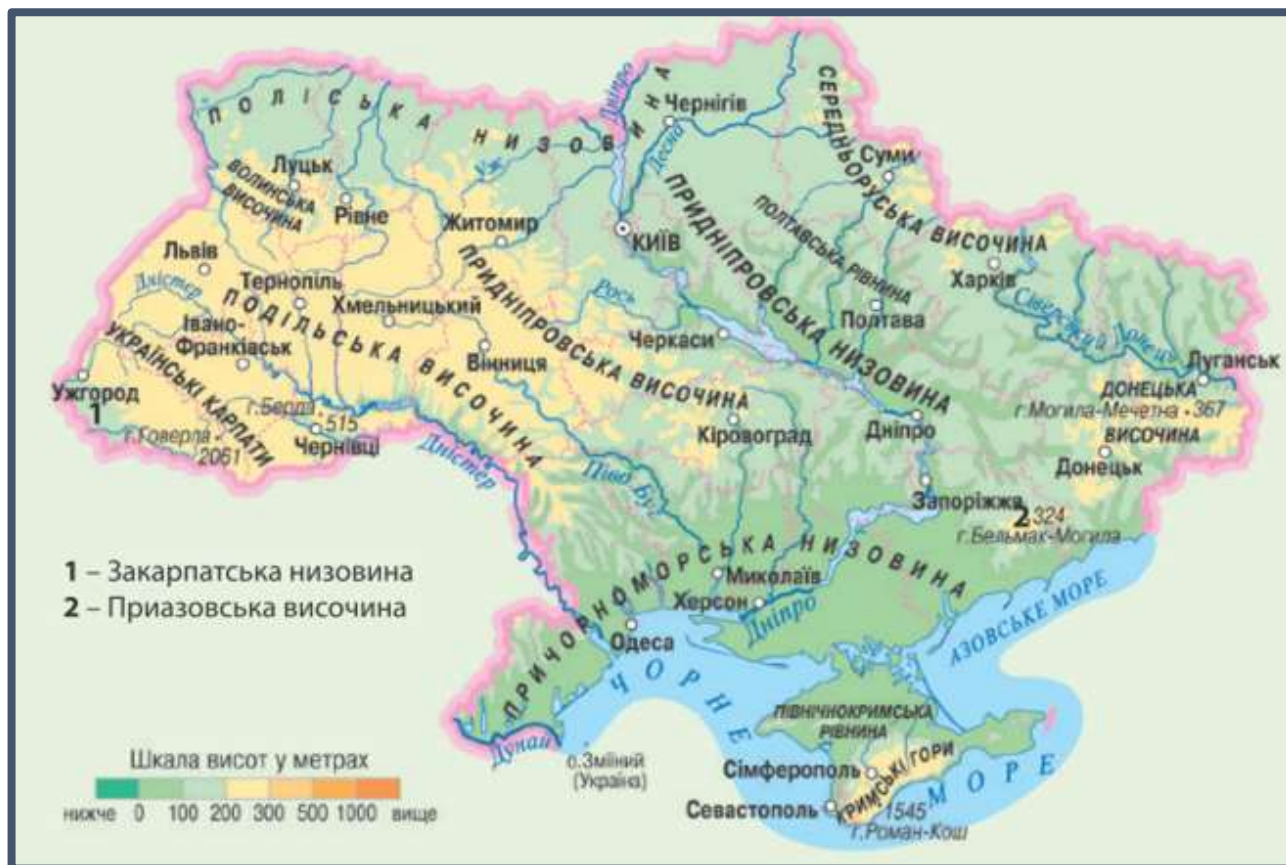 ПОЛІСЬКА НИЗОВИНА
Дніпро
Чернігів
Десна
СЕРЕДНЬОРУСЬКА ВИСОЧИНА
Суми
Луцьк
ВОЛИНСЬКА
ВИСОЧИНА
Рівне
Уж
Житомир
КИЇВ
ПРИДНІПРОВСЬКА НИЗОВИНА
ПОЛТАВСЬКА РІВНИНА
Харків
Львів
Дністер
Тернопіль
Хмельницький
ПРИДНІПРОВСЬКА ВИСОЧИНА
Рось
Полтава
Сіверский Донець
ПОДІЛЬСЬКА ВИСОЧИНА
Івано-
Франківськ
Вінниця
Черкаси
Луганськ
УКРАЇНСЬКІ КАРПАТИ
Ужгород
1
ДОНЕЦЬКА
г.Могила-Мечетна 367
ВИСОЧИНА
г.Берда
515
г.Говерла
2061
Чернівці
Кіровоград
Дніпро
Донецьк
Дністер
Півд Буг
Запоріжжя
2 324
г.Бельмак-Могила
1 – Закарпатська низовина
2 – Приазовська височина
ПРИЧОРНОМОРСЬКА НИЗОВИНА
Миколаїв
Херсон
Дніпро
Одеса
АЗОВСЬКЕ МОРЕ
ЧОРНЕ МОРЕ
ПІВНІЧНОКРИМСЬКА
РІВНИНА
Дунай
о.Зміїний
(Україна)
Сімферополь
КРИМСЬКІ ГОРИ
Севастополь
1545
г.Роман-Кош
Шкала висот у метрах
нижче 0 100 200 300 500 1000 вище